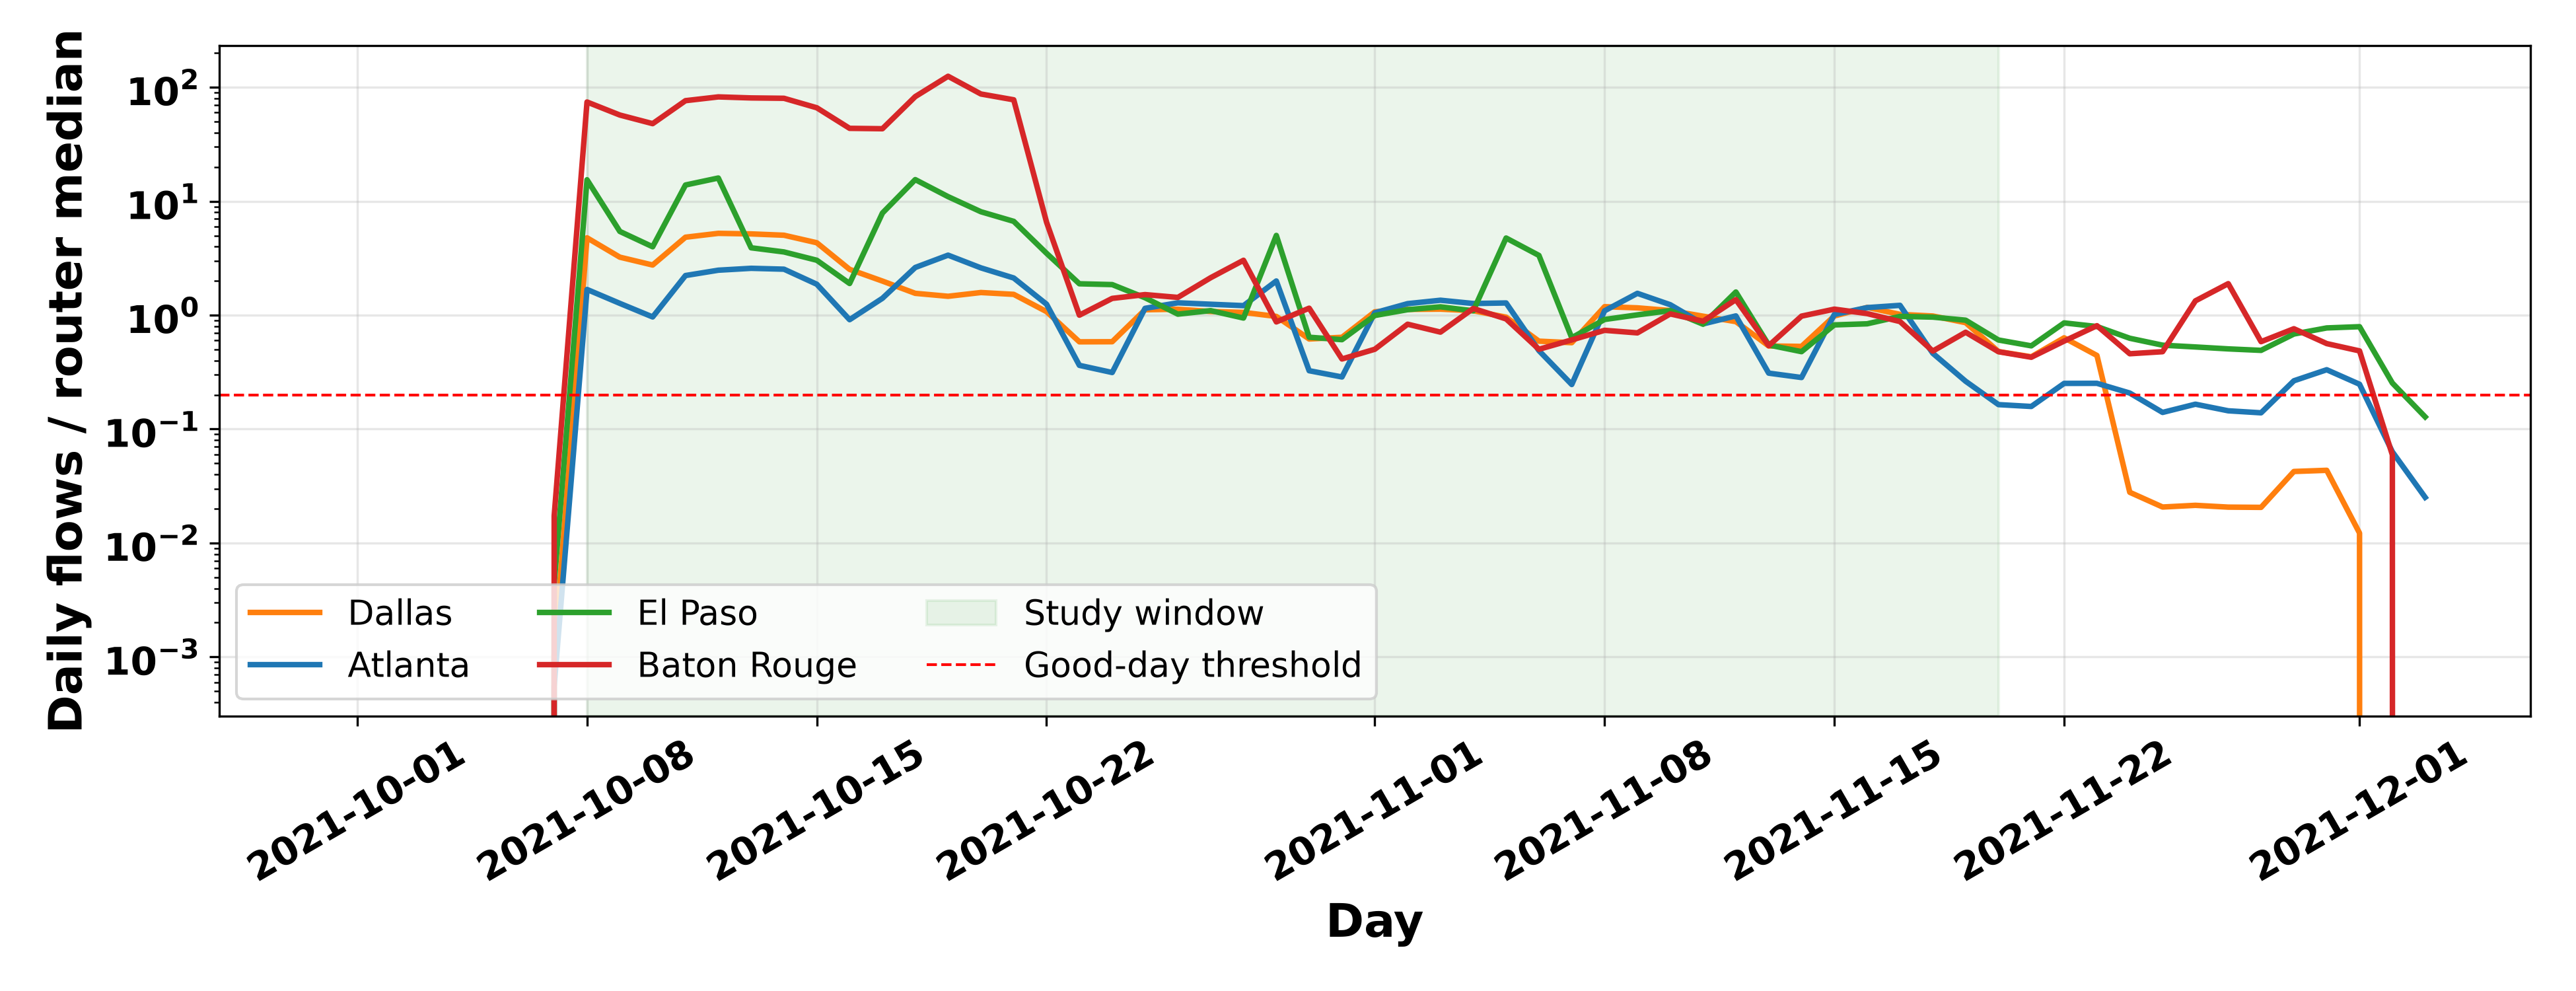 Daily flows / router median
10²
10¹
10⁰
10⁻¹
10⁻²
10⁻³
Dallas
Atlanta
El Paso
Baton Rouge
Study window
Good-day threshold
2021-10-01
2021-10-08
2021-10-15
2021-10-22
2021-11-01
2021-11-08
2021-11-15
2021-11-22
2021-12-01
Day